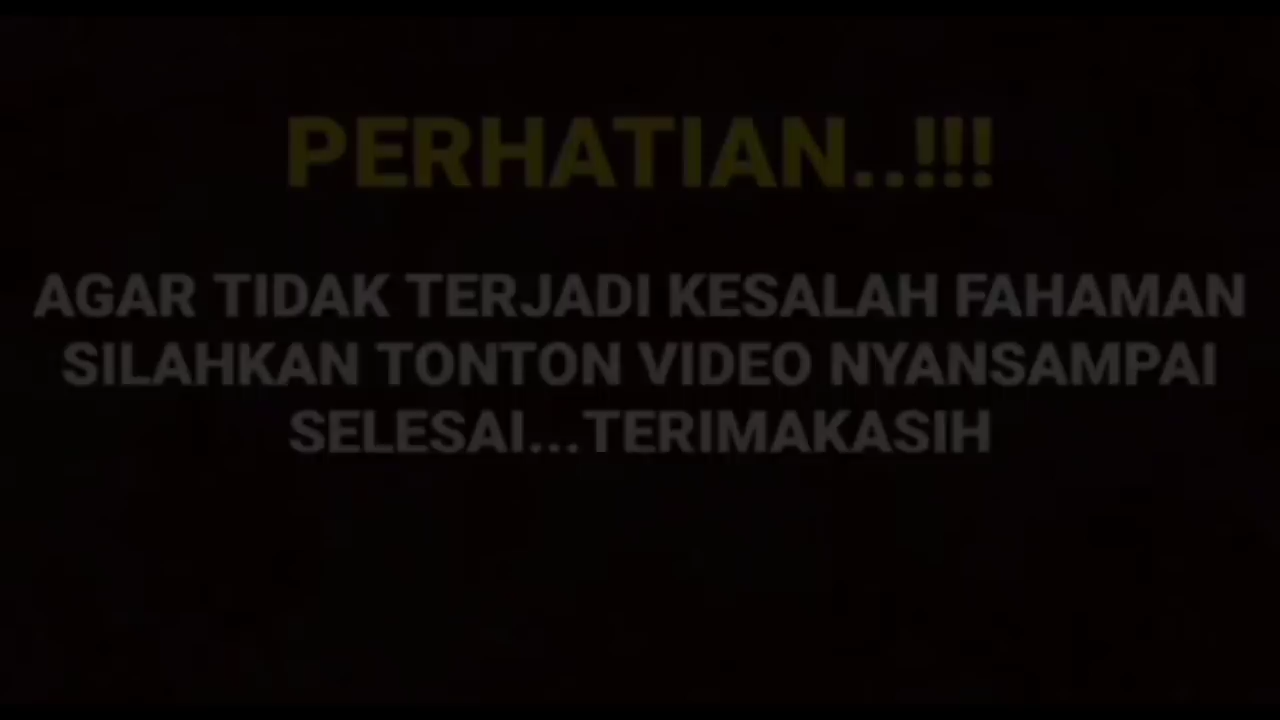 PERHATIAN..!!!
AGAR TIDAK TERJADI KESALAH FAHAMAN
SILAHKAN TONTON VIDEO NYANSAMPAI
SELESAI...TERIMAKASIH